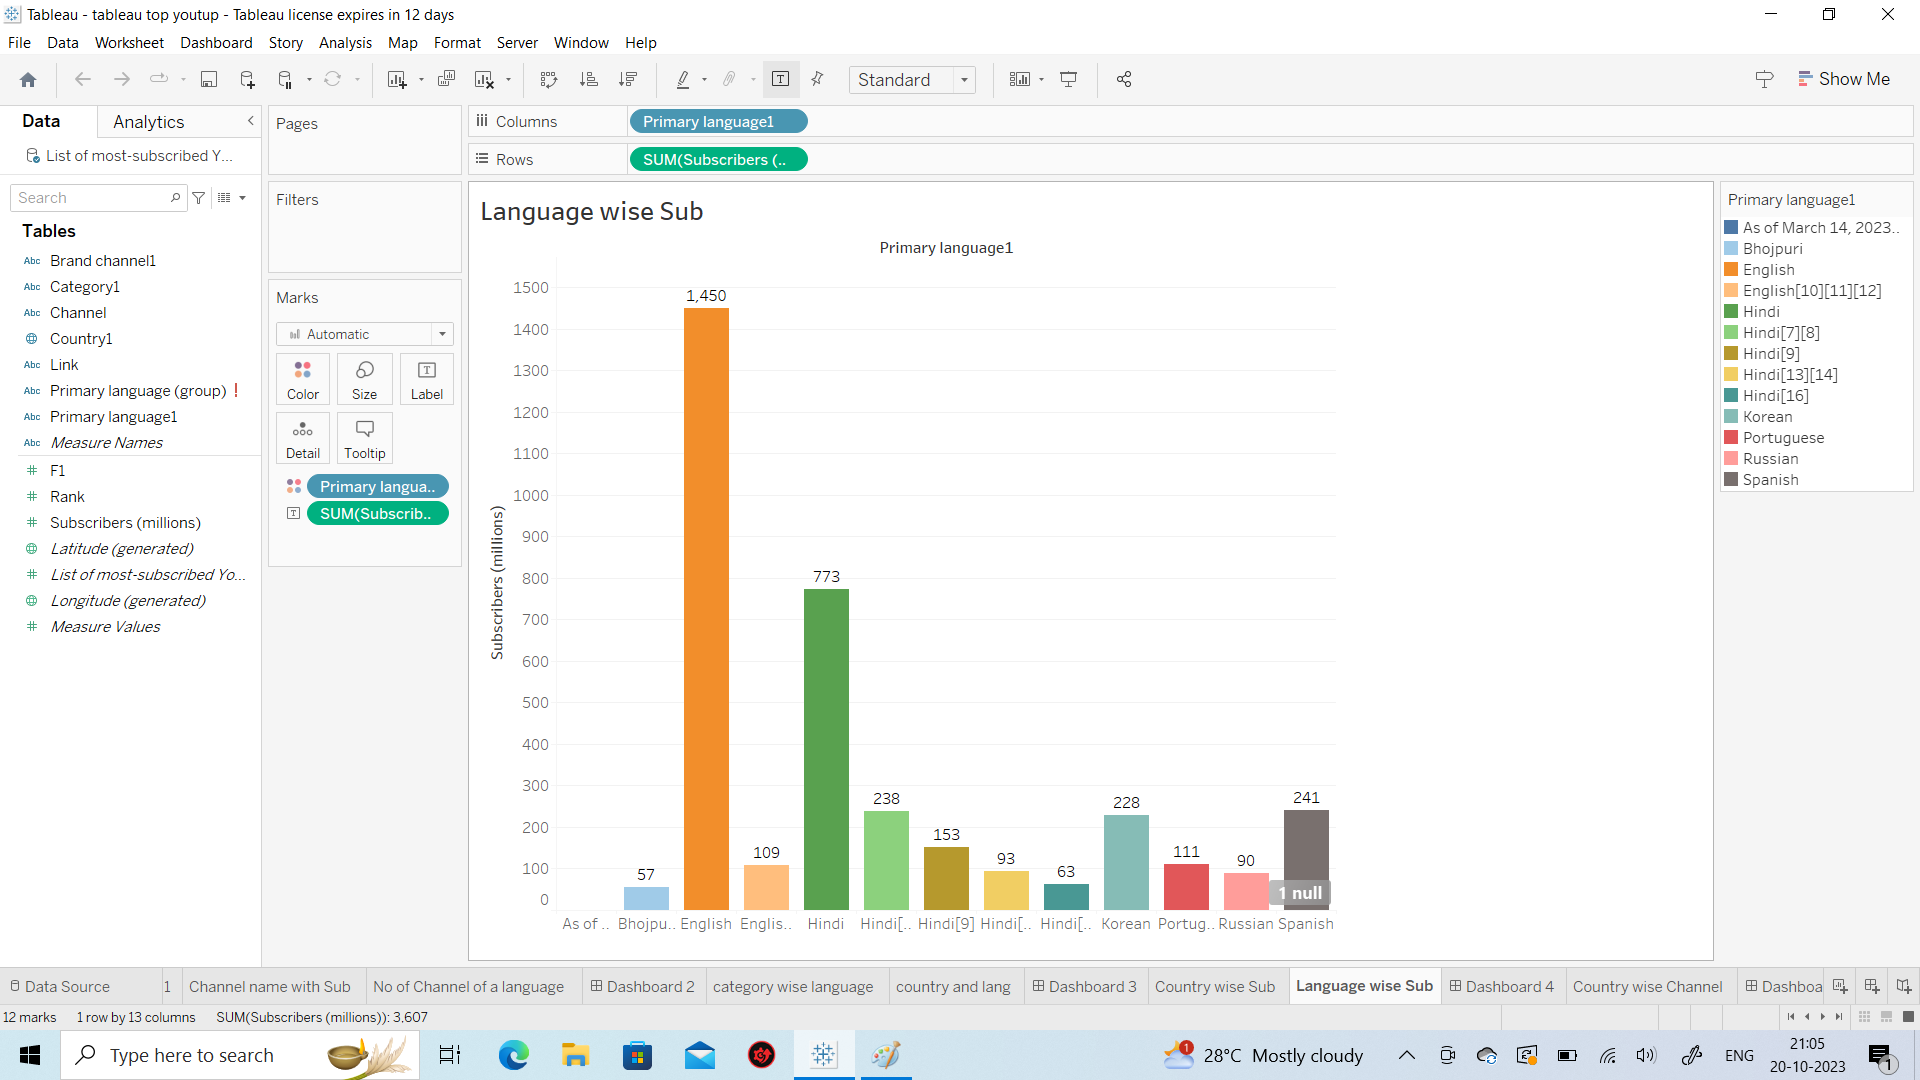 Tableau - tableau top youtup - Tableau license expires in 12 days
File Data Worksheet Dashboard Story Analysis Map Format Server Window Help
Standard
Show Me
Data
Analytics
List of most-subscribed Y...
Search
Tables
Abc Brand channel1
Abc Category1
Abc Channel
Country1
Abc Link
Abc Primary language (group) !
Abc Primary language1
Abc Measure Names
# F1
# Rank
# Subscribers (millions)
Latitude (generated)
# List of most-subscribed Yo...
Longitude (generated)
# Measure Values
Pages
Filters
Marks
Automatic
Color Size Label
Detail Tooltip
Primary langua..
SUM(Subscrib..
Columns Primary language1
Rows SUM(Subscribers (..
Language wise Sub
Primary language1
Subscribers (millions)
1500
1400
1300
1200
1100
1000
900
800
700
600
500
400
300
200
100
0
57
1,450
109
773
238
153
93
63
228
111
90
241
1 null
As of .. Bhojpu.. English Englis.. Hindi Hindi[.. Hindi[9] Hindi[.. Hindi[.. Korean Portug.. Russian Spanish
Primary language1
As of March 14, 2023..
Bhojpuri
English
English[10][11][12]
Hindi
Hindi[7][8]
Hindi[9]
Hindi[13][14]
Hindi[16]
Korean
Portuguese
Russian
Spanish
Data Source 1 Channel name with Sub No of Channel of a language Dashboard 2 category wise language country and lang Dashboard 3 Country wise Sub Language wise Sub Dashboard 4 Country wise Channel Dashboa
12 marks 1 row by 13 columns SUM(Subscribers (millions)): 3,607
Type here to search
1
28°C Mostly cloudy
ENG
21:05
20-10-2023
1